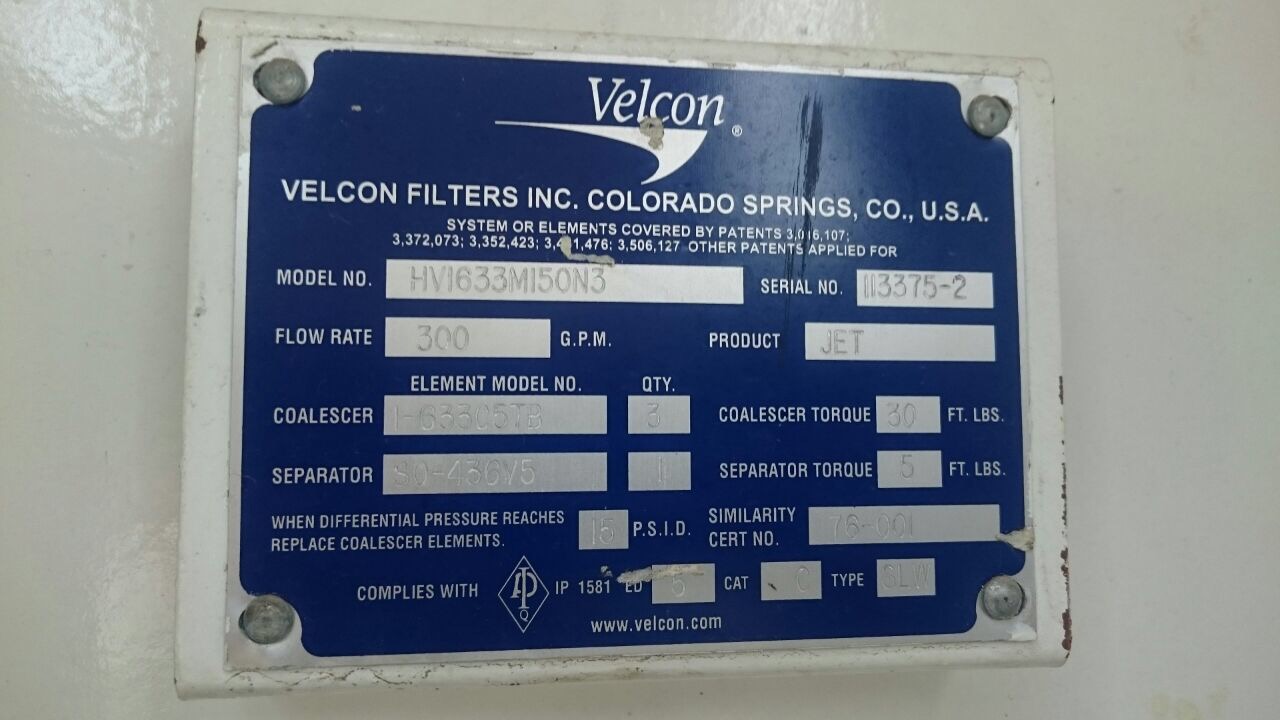 Velcon ®
VELCON FILTERS INC. COLORADO SPRINGS, CO., U.S.A.
SYSTEM OR ELEMENTS COVERED BY PATENTS 3,016,107;
3,372,073; 3,352,423; 476; 3,506,127 OTHER PATENTS APPLIED FOR
MODEL NO. HV1633M150N3 SERIAL NO. 113375-2
FLOW RATE 300 G.P.M. PRODUCT JET
ELEMENT MODEL NO. QTY.
COALESCER I-633C5TB 3 COALESCER TORQUE 30 FT. LBS.
SEPARATOR SO-436V5 1 SEPARATOR TORQUE 5 FT. LBS.
WHEN DIFFERENTIAL PRESSURE REACHES 15 P.S.I.D. SIMILARITY 76-001
REPLACE COALESCER ELEMENTS. CERT NO.
COMPLIES WITH API Q IP 1581 ED 5 CAT C TYPE SLW
www.velcon.com